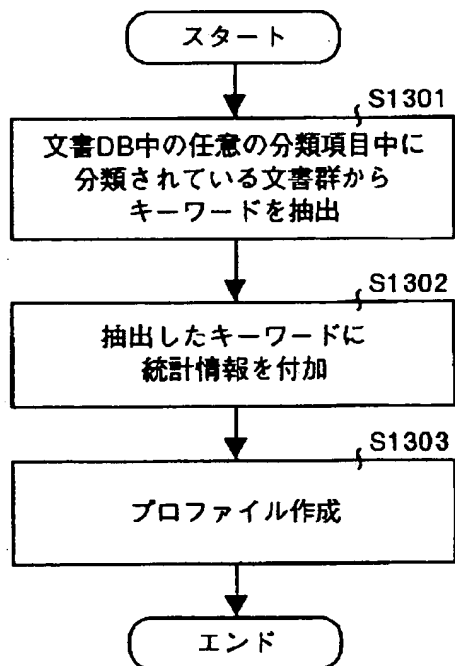 スタート
S1301
文書DB中の任意の分類項目中に
分類されている文書群から
キーワードを抽出
S1302
抽出したキーワードに
統計情報を付加
S1303
プロファイル作成
エンド